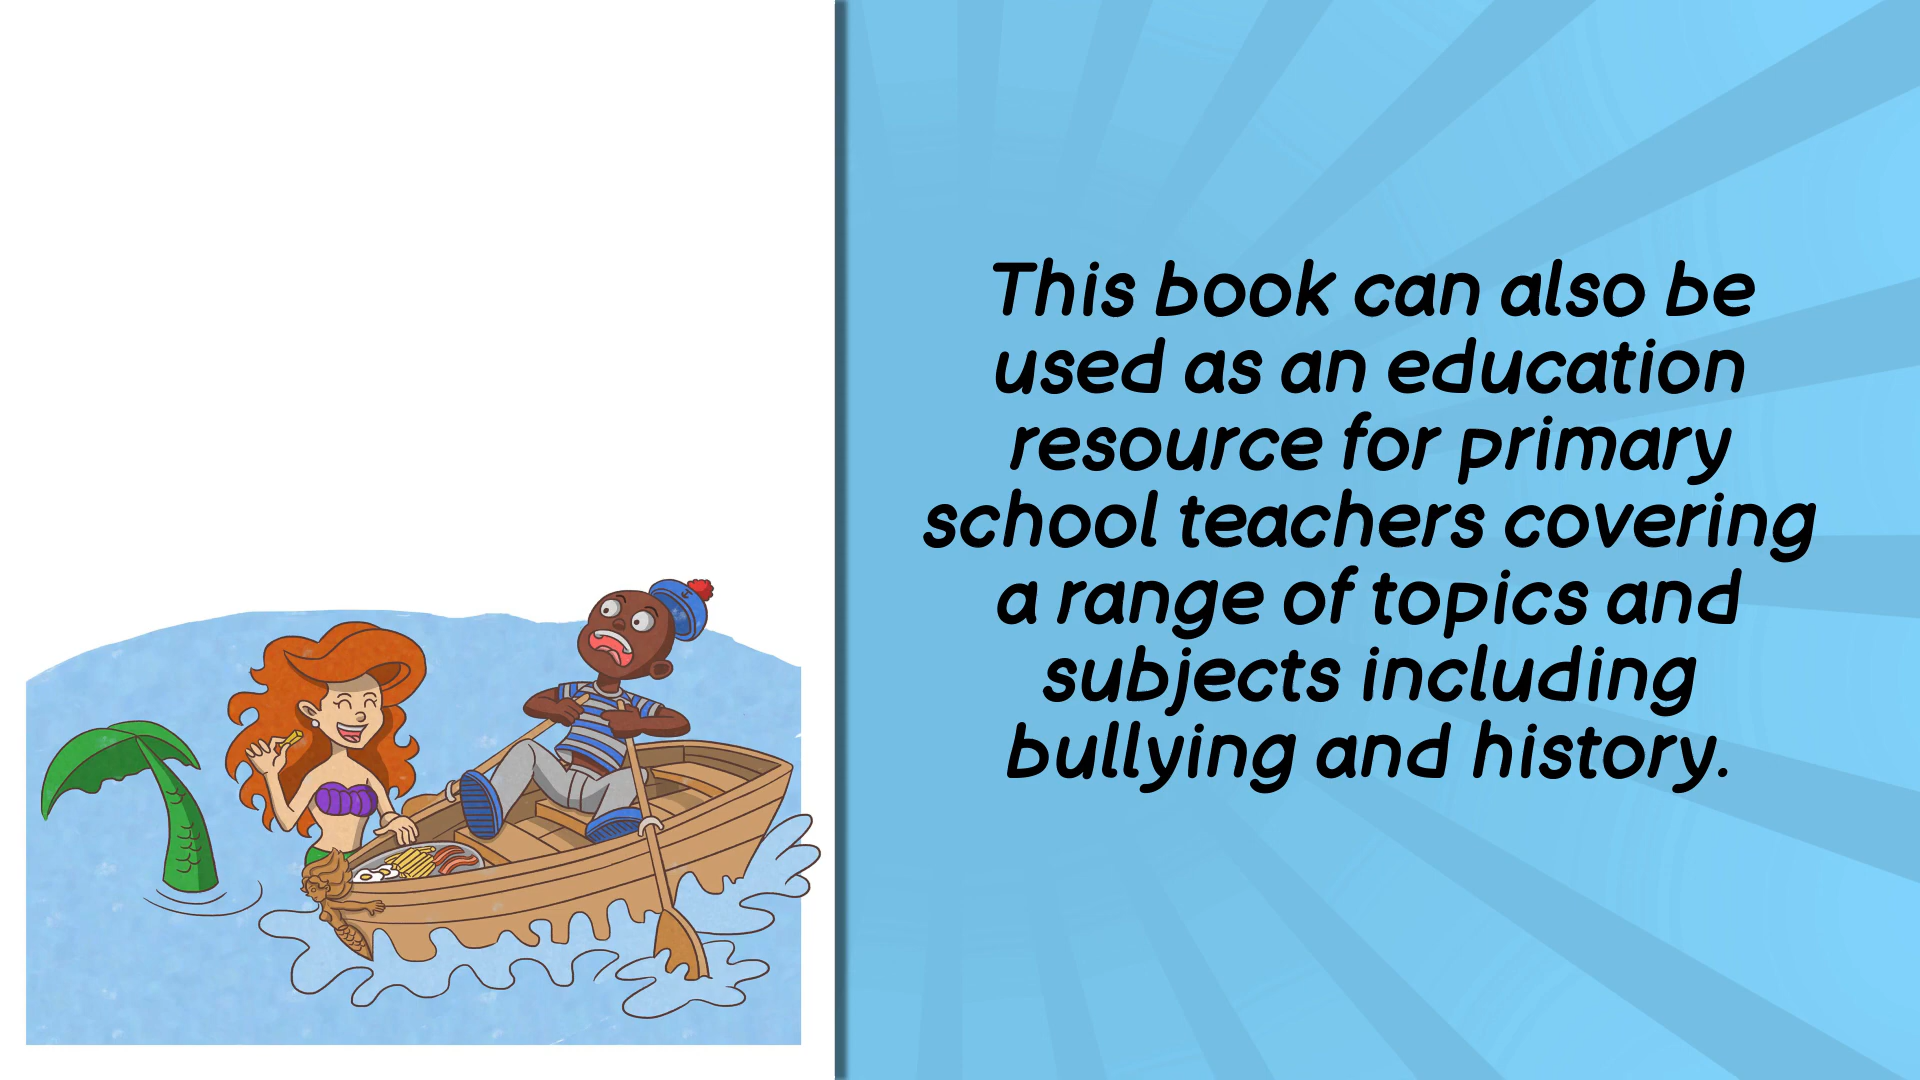 This book can also be
used as an education
resource for primary
school teachers covering
a range of topics and
subjects including
bullying and history.